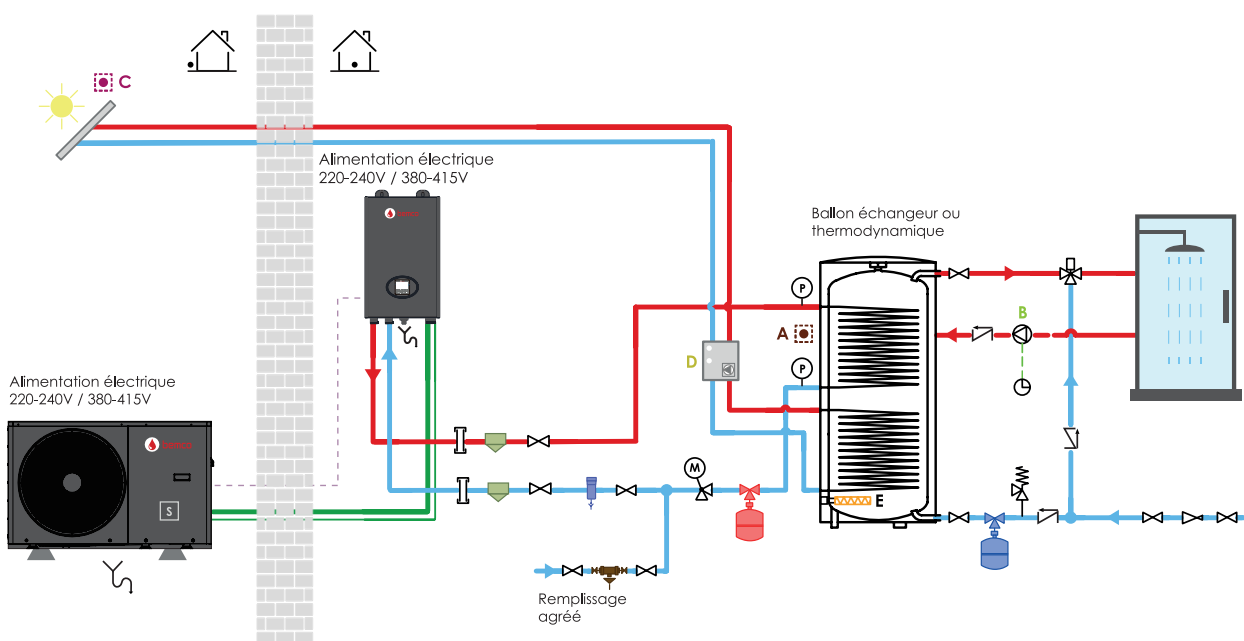 C
Alimentation électrique
220-240V / 380-415V
Ballon échangeur ou
thermodynamique
P
B
A
D
P
Alimentation électrique
220-240V / 380-415V
M
E
S
Remplissage
agréé